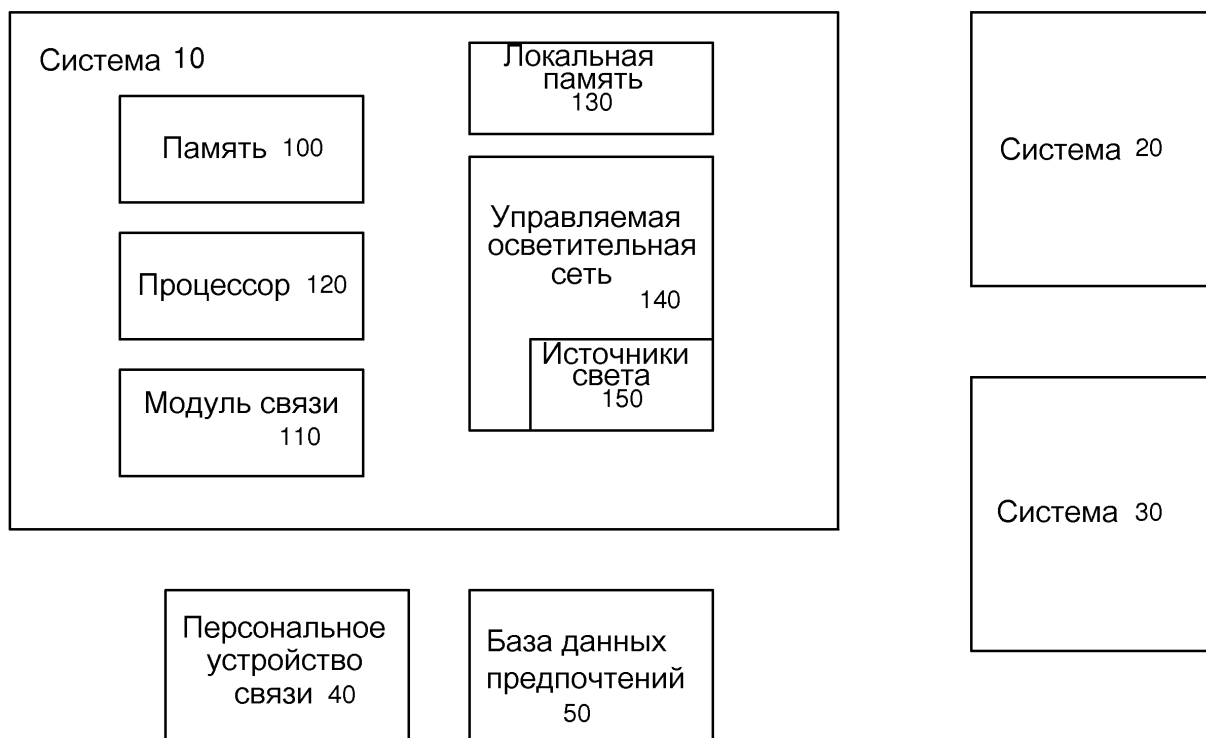 Система 10
Память 100
Процессор 120
Модуль связи
110
Локальная
память
130
Управляемая
осветительная
сеть
140
Источники
света
150
Система 20
Система 30
Персональное
устройство
связи 40
База данных
предпочтений
50